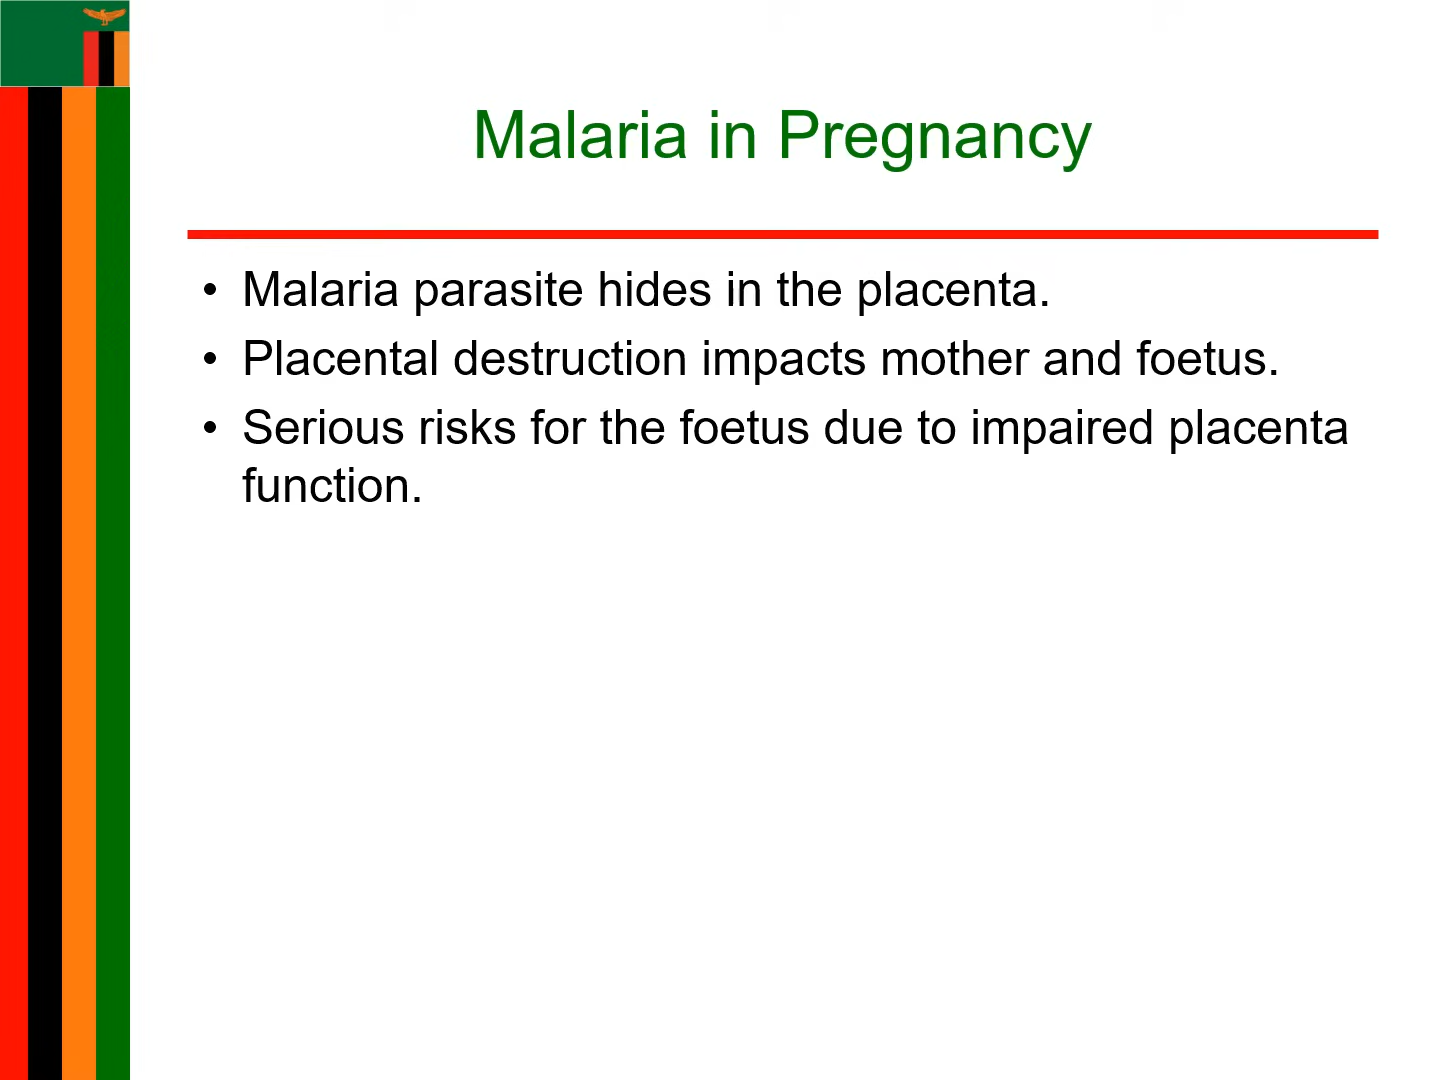 Malaria in Pregnancy
• Malaria parasite hides in the placenta.
• Placental destruction impacts mother and foetus.
• Serious risks for the foetus due to impaired placenta
function.